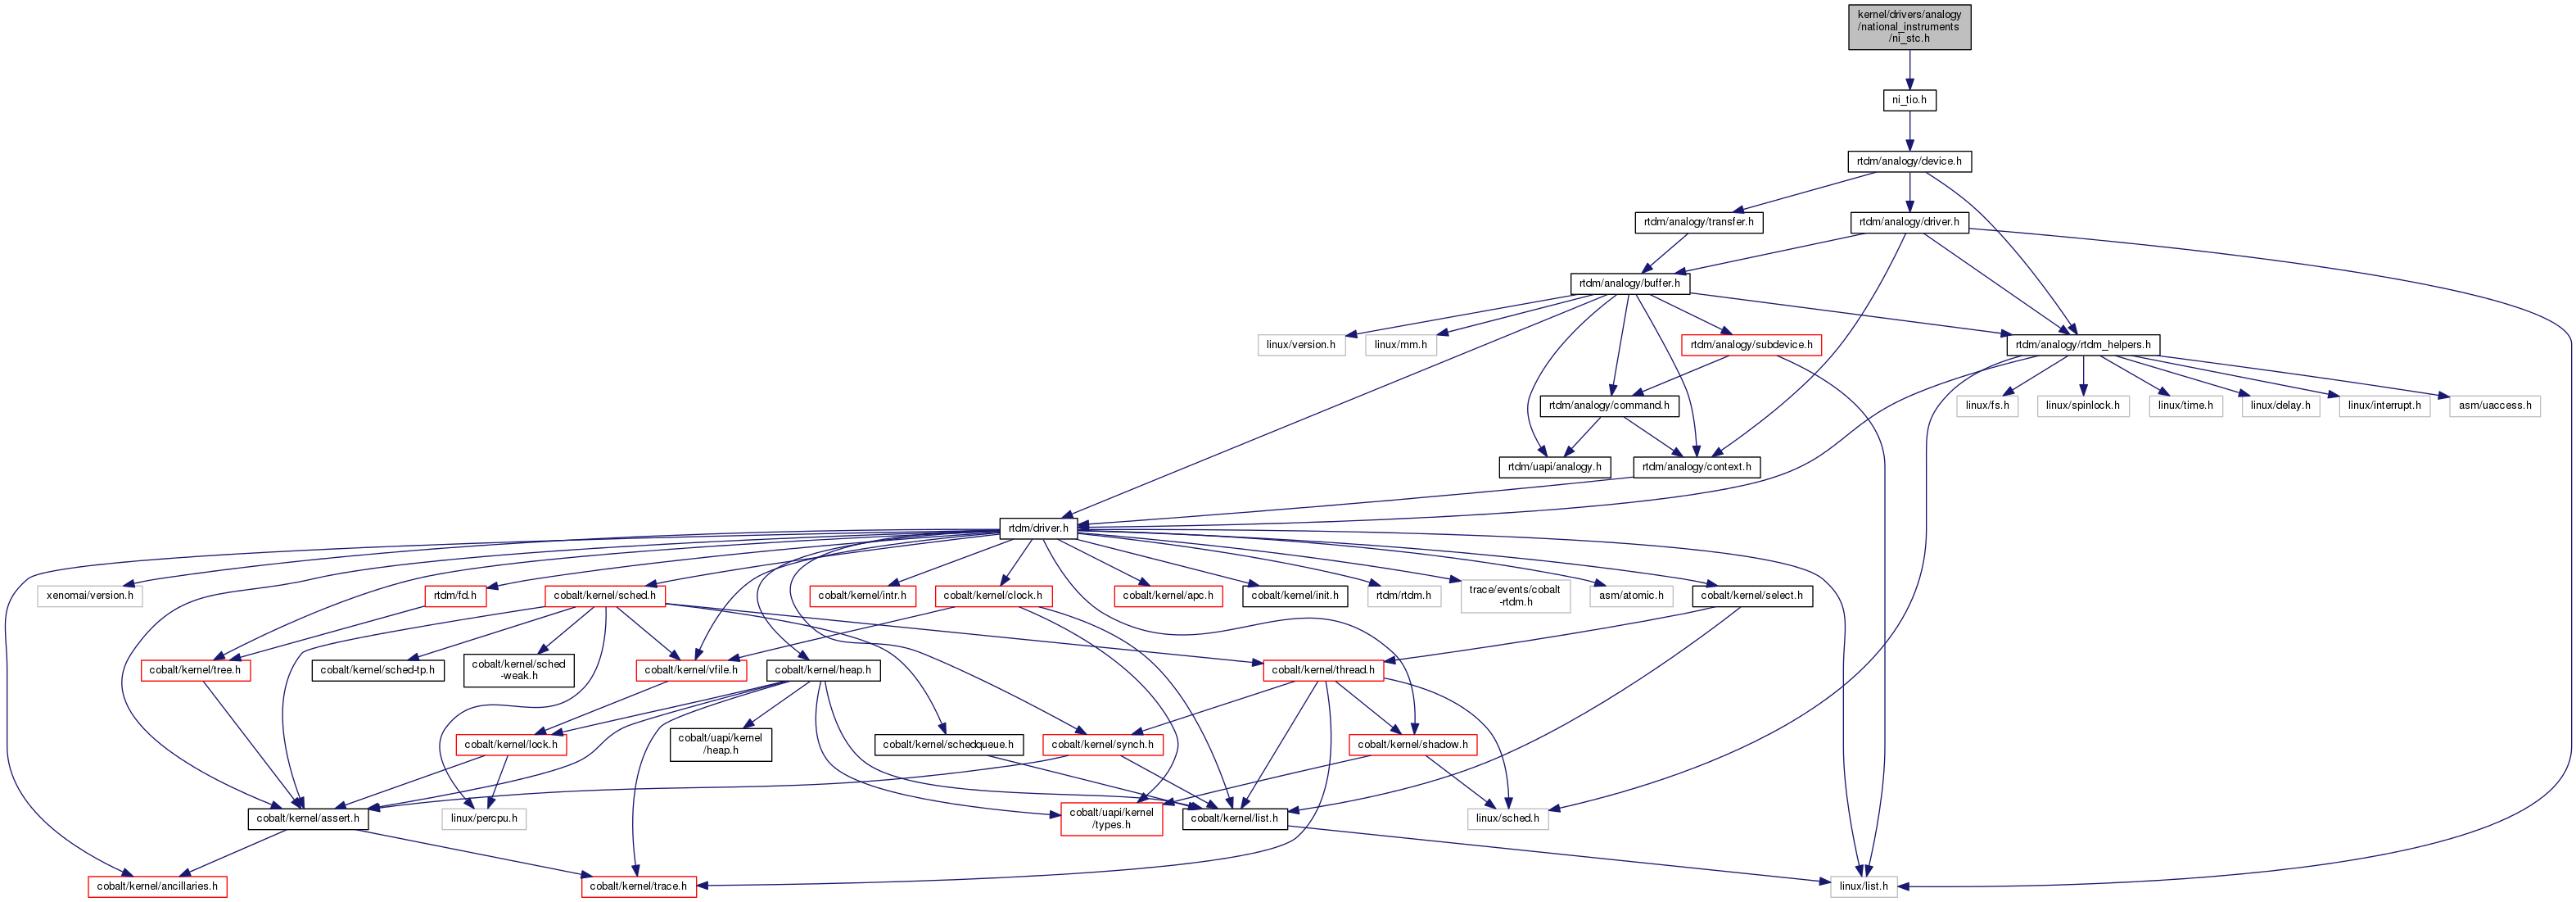 kernel/drivers/analogy
/national_instruments
/ni_stc.h
ni_tio.h
rtdm/analogy/device.h
rtdm/analogy/transfer.h
rtdm/analogy/driver.h
rtdm/analogy/buffer.h
linux/version.h
linux/mm.h
rtdm/analogy/subdevice.h
rtdm/analogy/rtdm_helpers.h
rtdm/analogy/command.h
linux/fs.h
linux/spinlock.h
linux/time.h
linux/delay.h
linux/interrupt.h
asm/uaccess.h
rtdm/uapi/analogy.h
rtdm/analogy/context.h
rtdm/driver.h
xenomai/version.h
rtdm/fd.h
cobalt/kernel/sched.h
cobalt/kernel/intr.h
cobalt/kernel/clock.h
cobalt/kernel/apc.h
cobalt/kernel/init.h
rtdm/rtdm.h
trace/events/cobalt
-rtdm.h
asm/atomic.h
cobalt/kernel/select.h
cobalt/kernel/tree.h
cobalt/kernel/sched-tp.h
cobalt/kernel/sched
-weak.h
cobalt/kernel/vfile.h
cobalt/kernel/heap.h
cobalt/kernel/thread.h
cobalt/kernel/lock.h
cobalt/uapi/kernel
/heap.h
cobalt/kernel/schedqueue.h
cobalt/kernel/synch.h
cobalt/kernel/shadow.h
cobalt/kernel/assert.h
linux/percpu.h
cobalt/uapi/kernel
/types.h
cobalt/kernel/list.h
linux/sched.h
cobalt/kernel/ancillaries.h
cobalt/kernel/trace.h
linux/list.h